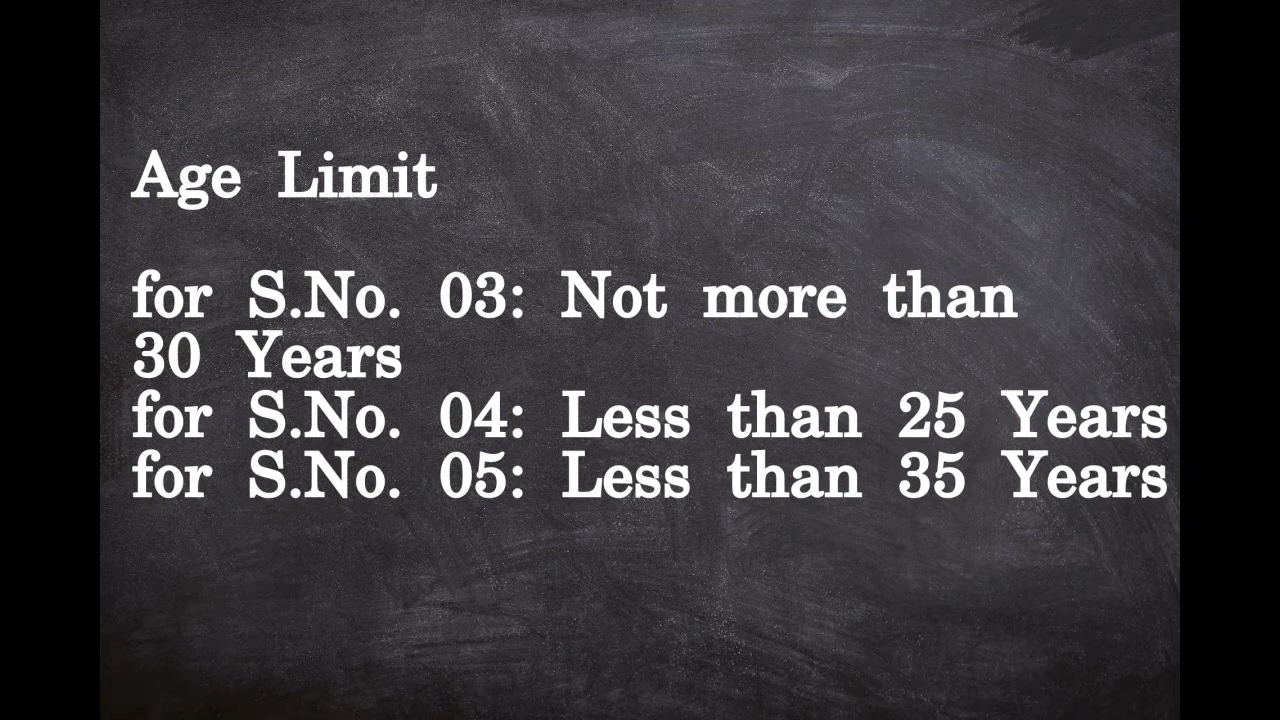 Age Limit
for S.No. 03: Not more than
30 Years
for S.No. 04: Less than 25 Years
for S.No. 05: Less than 35 Years